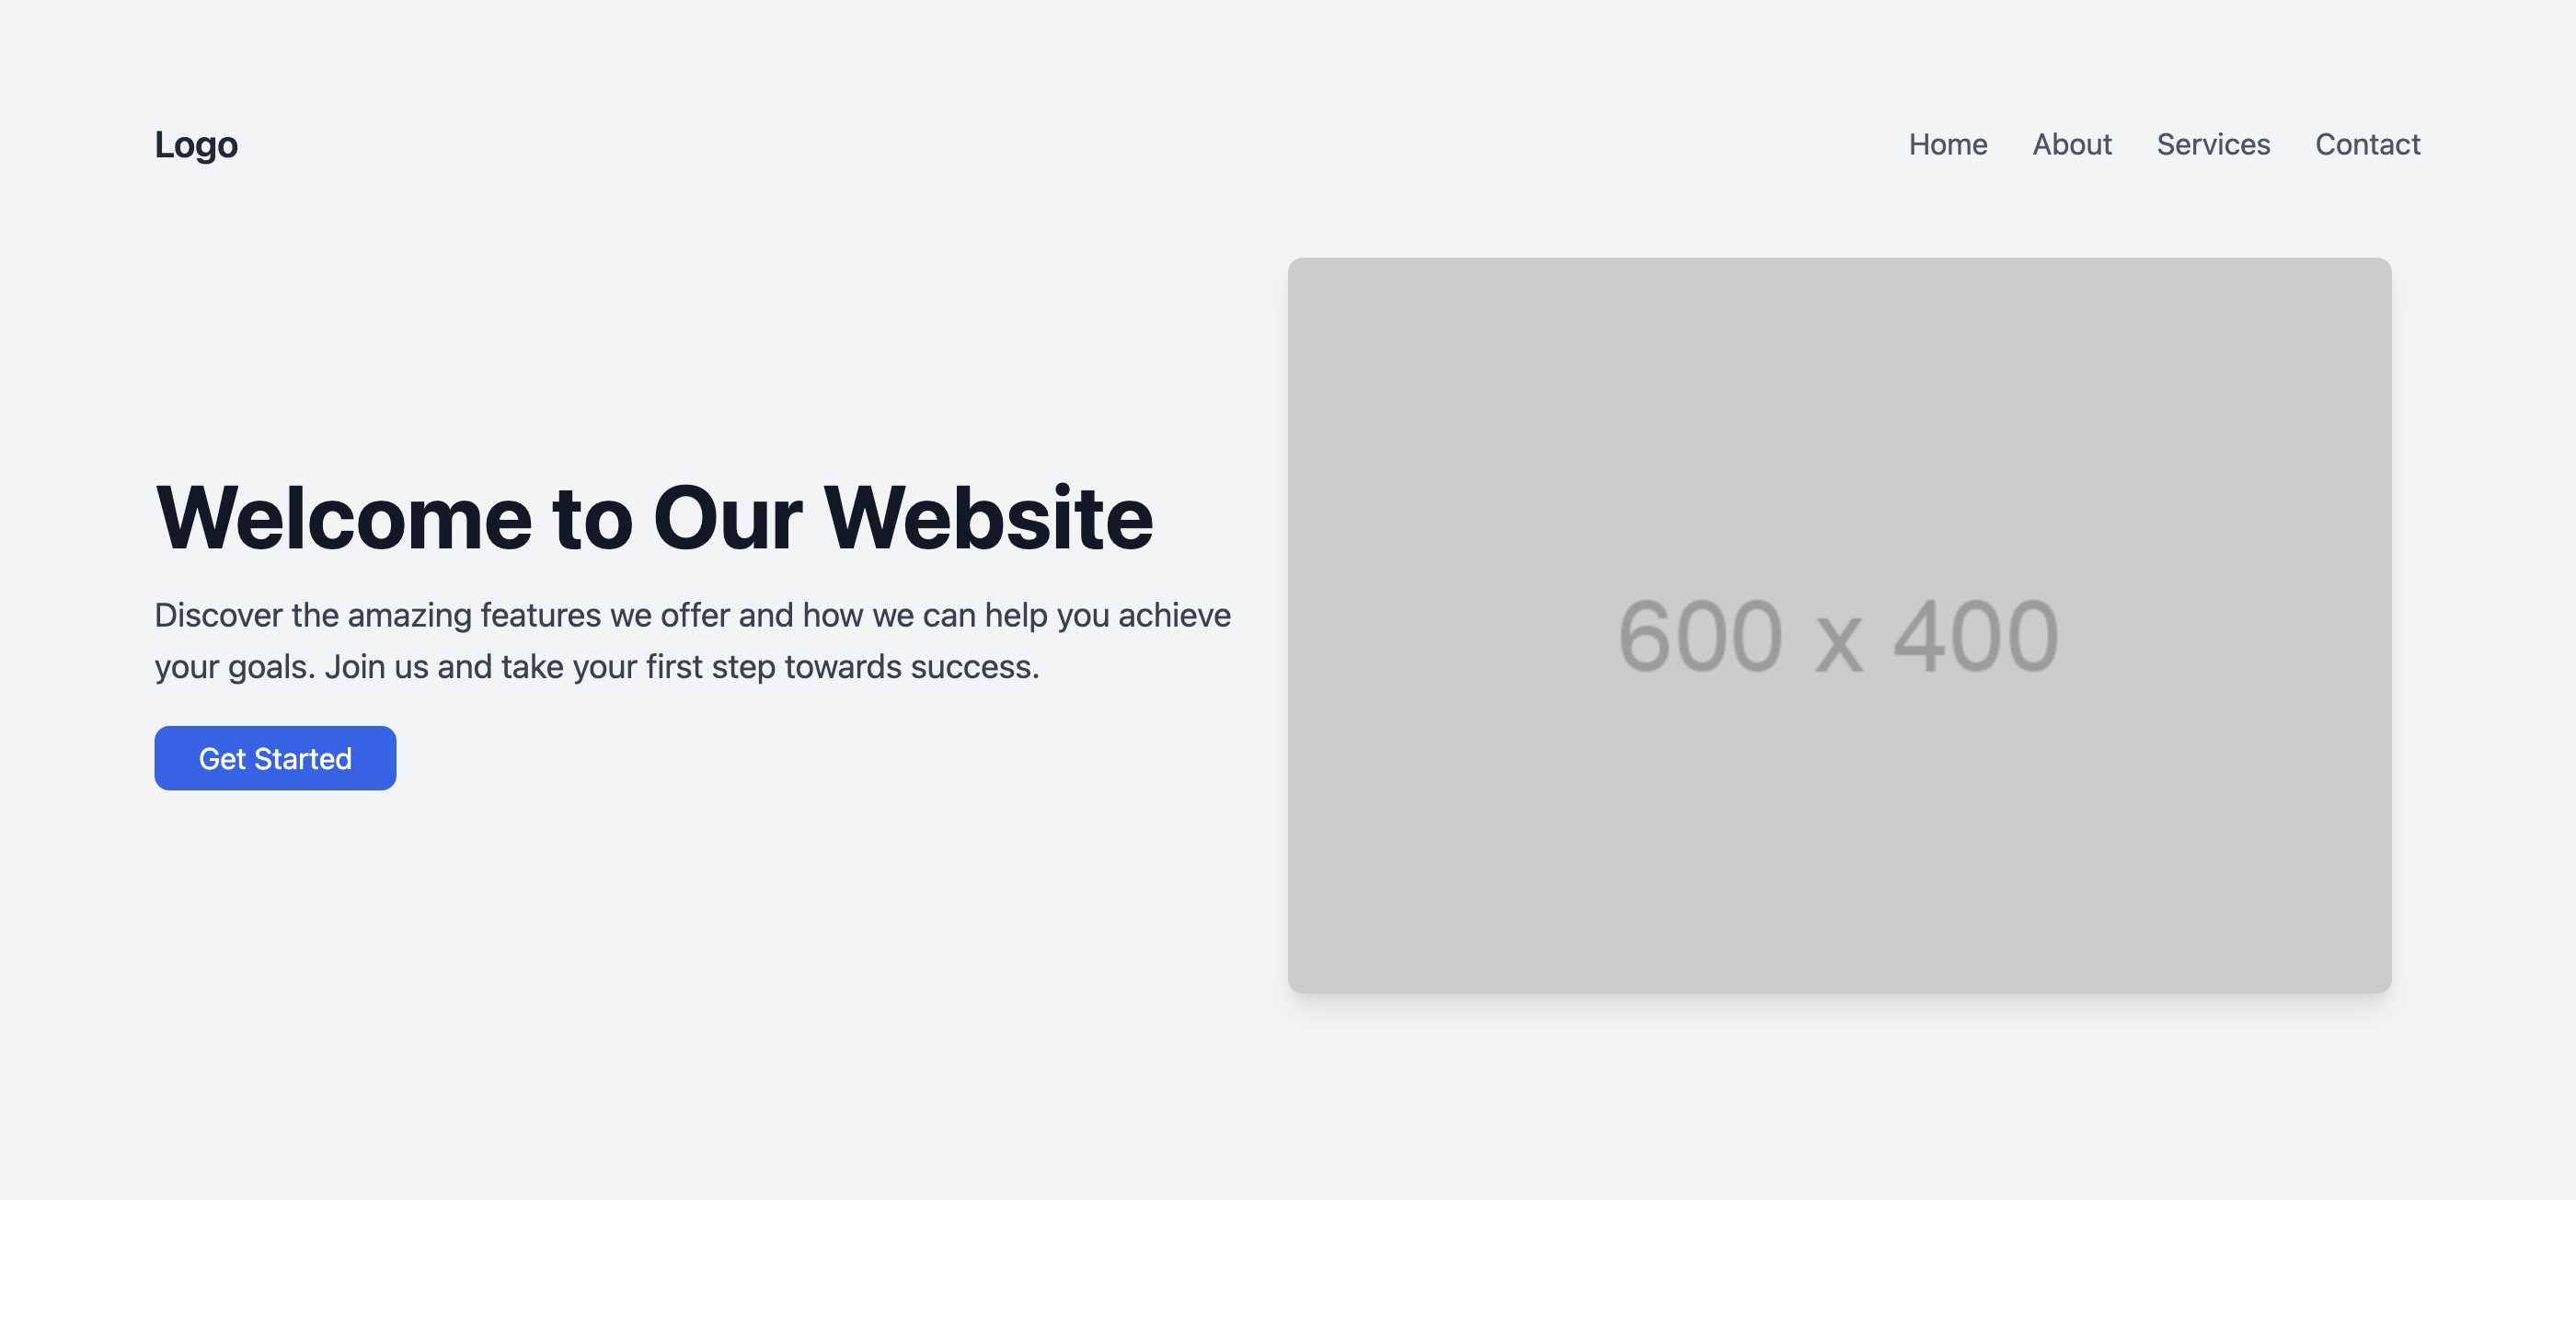 Logo
Home About Services Contact
Welcome to Our Website
Discover the amazing features we offer and how we can help you achieve
your goals. Join us and take your first step towards success.
Get Started
600 x 400